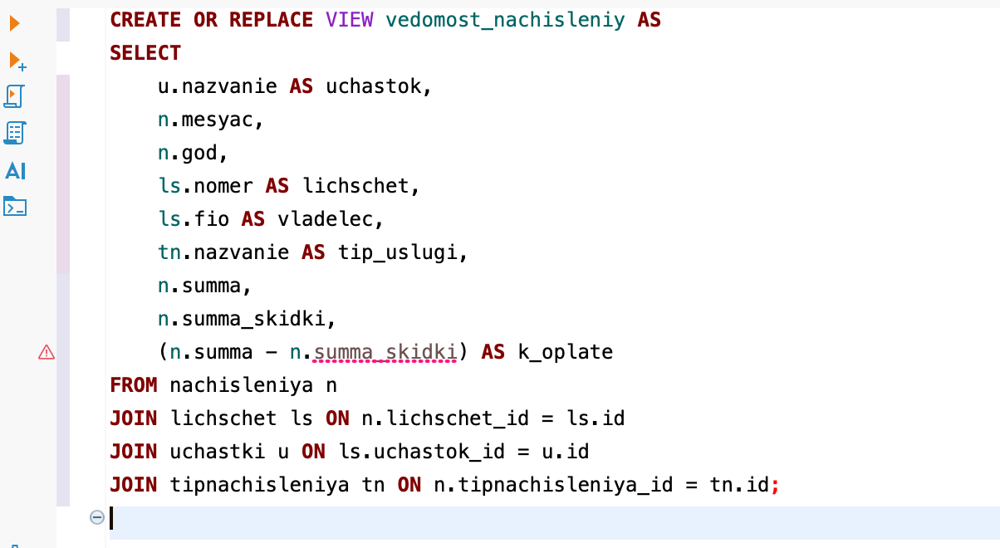 CREATE OR REPLACE VIEW vedomost_nachisleniy AS
SELECT
    u.nazvanie AS uchastok,
    n.mesyac,
    n.god,
    ls.nomer AS lichschet,
    ls.fio AS vladelec,
    tn.nazvanie AS tip_uslugi,
    n.summa,
    n.summa_skidki,
    (n.summa - n.summa_skidki) AS k_oplate
FROM nachisleniya n
JOIN lichschet ls ON n.lichschet_id = ls.id
JOIN uchastki u ON ls.uchastok_id = u.id
JOIN tipnachisleniya tn ON n.tipnachisleniya_id = tn.id;
AI